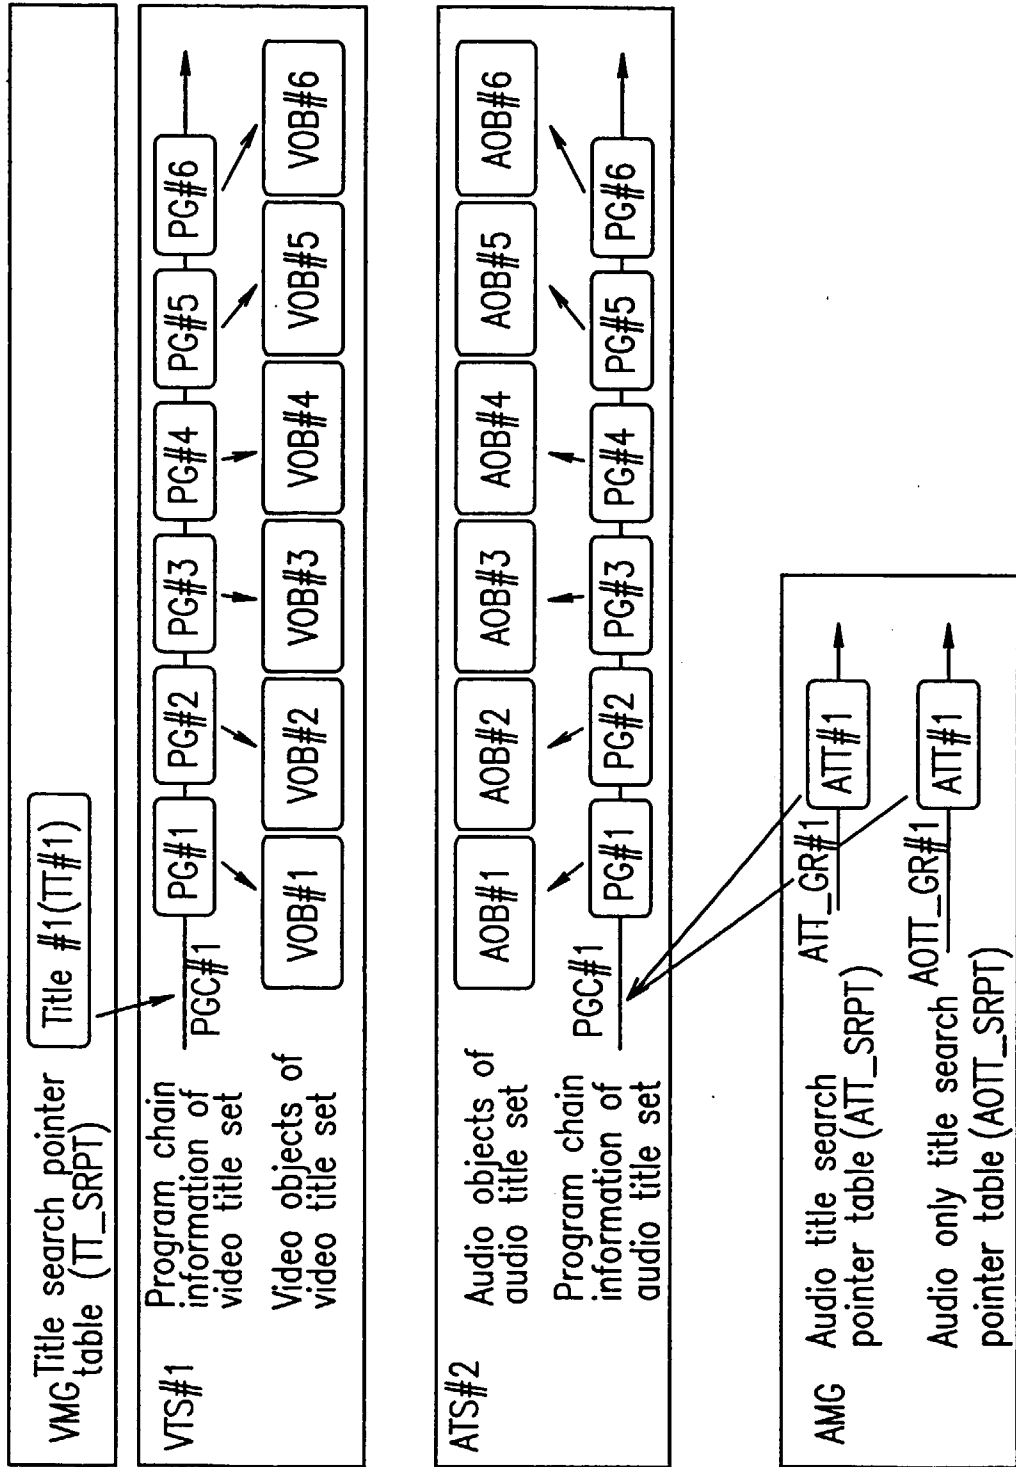 VMG
Title search pointer
table (TT_SRPT)
Title #1(TT#1)
VTS#1
Program chain
information of
video title set
PGC#1
PG#1
PG#2
PG#3
PG#4
PG#5
PG#6
Video objects of
video title set
VOB#1
VOB#2
VOB#3
VOB#4
VOB#5
VOB#6
ATS#2
Audio objects of
audio title set
AOB#1
AOB#2
AOB#3
AOB#4
AOB#5
AOB#6
Program chain
information of
audio title set
PGC#1
PG#1
PG#2
PG#3
PG#4
PG#5
PG#6
AMG
Audio title search
pointer table(ATT_SRPT)
ATT_GR#1
ATT#1
Audio only title search
pointer table(AOTT_SRPT)
AOTT_GR#1
ATT#1